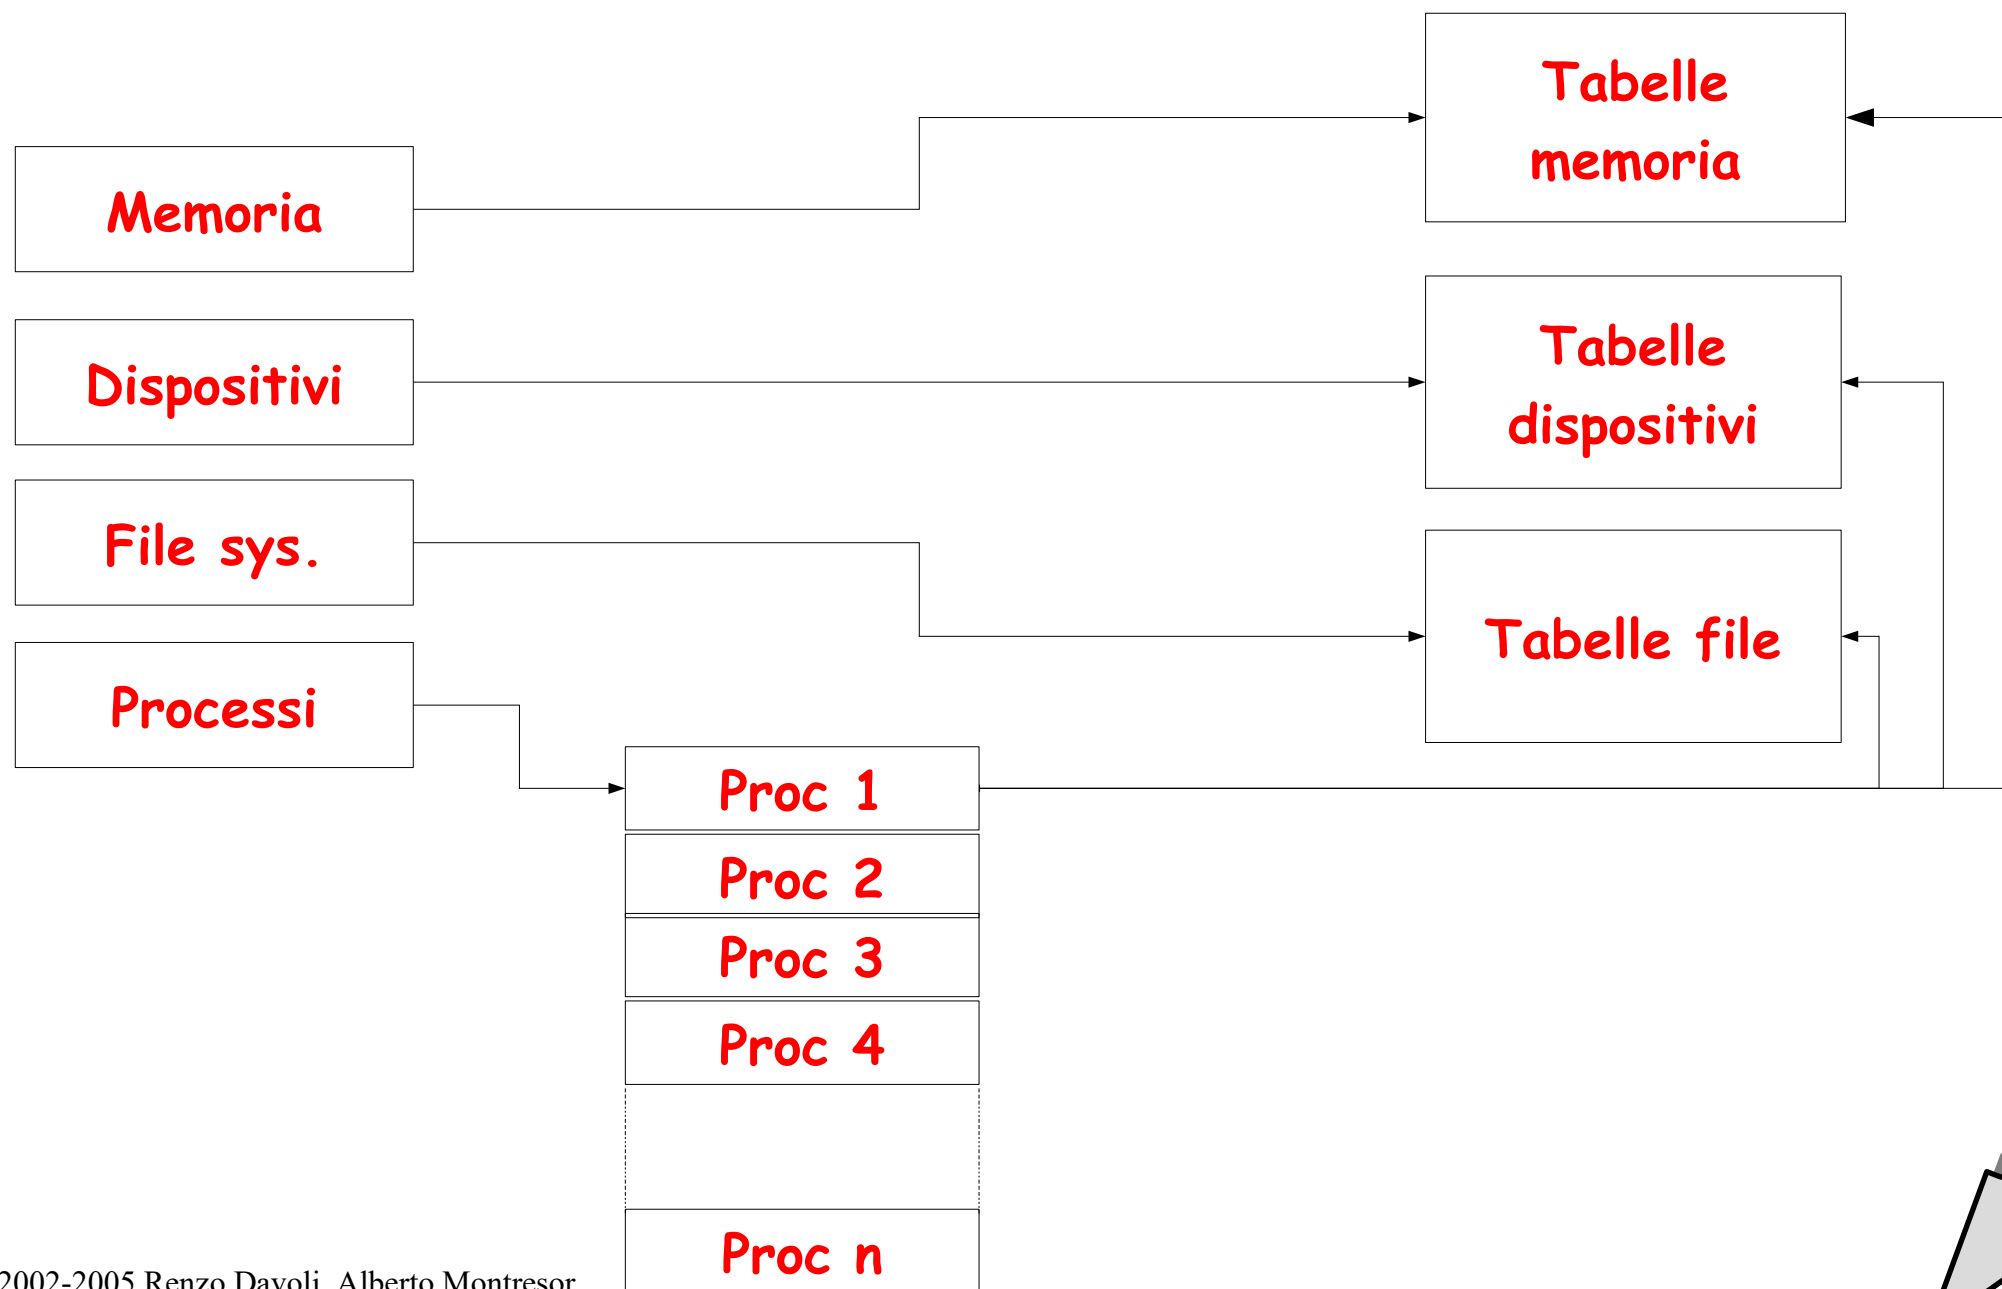 Tabelle
memoria
Memoria
Tabelle
dispositivi
Dispositivi
File sys.
Tabelle file
Processi
Proc 1
Proc 2
Proc 3
Proc 4
Proc n
2002-2005 Renzo Davoli, Alberto Montresor